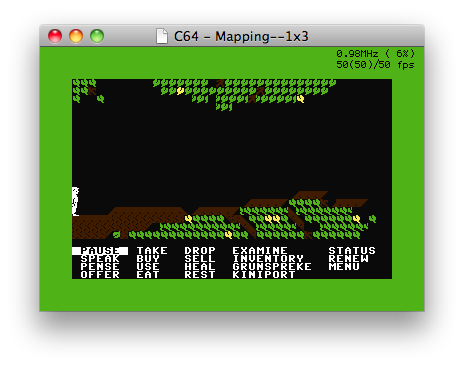 C64 - Mapping--1x3
0.98MHz ( 6%)
50(50)/50 fps
PAUSE TAKE DROP EXAMINE STATUS
SPEAK BUY SELL INVENTORY RENEW
PENSE USE HEAL GRUNSPREKE MENU
OFFER EAT REST KINIPORT